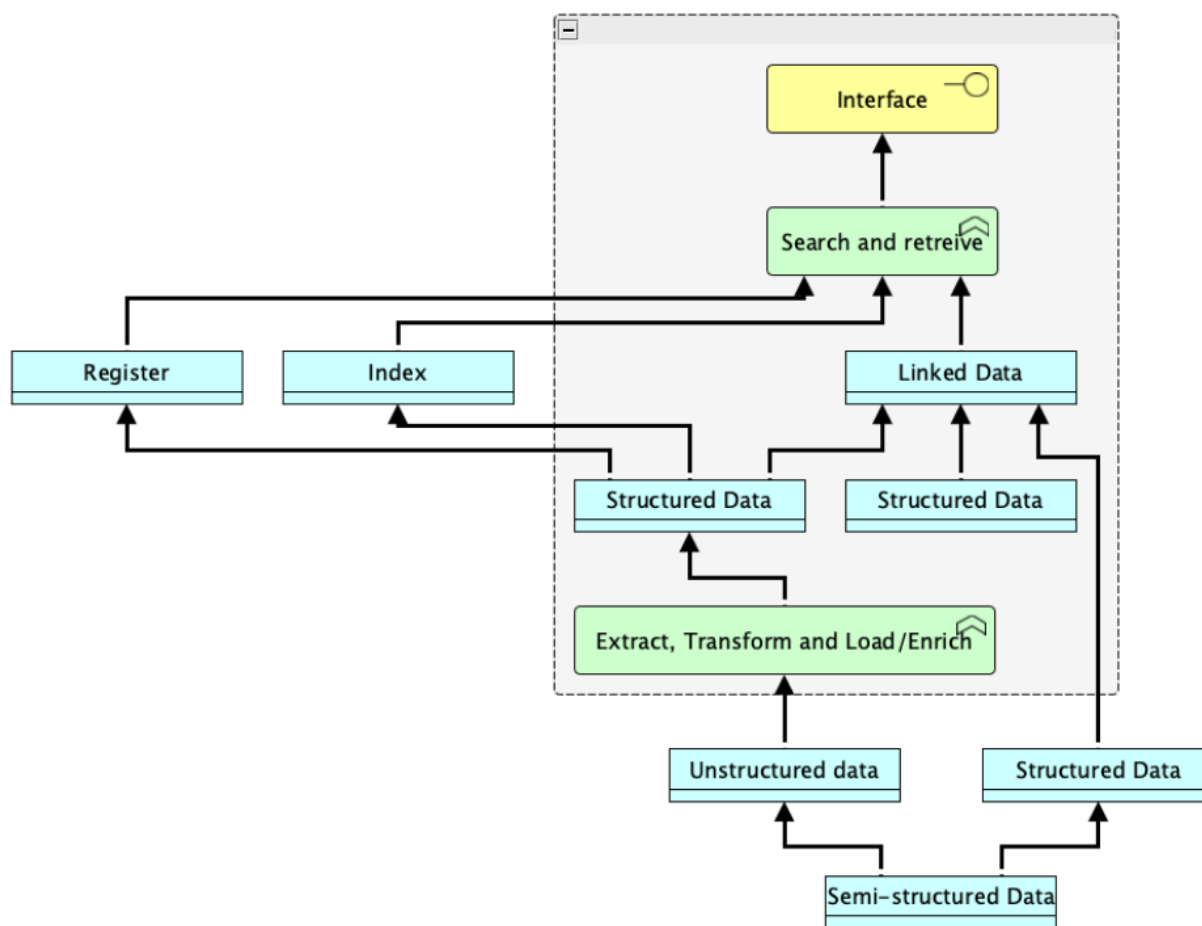 Interface
Search and retreive
Register
Index
Linked Data
Structured Data
Structured Data
Extract, Transform and Load/Enrich
Unstructured data
Structured Data
Semi-structured Data